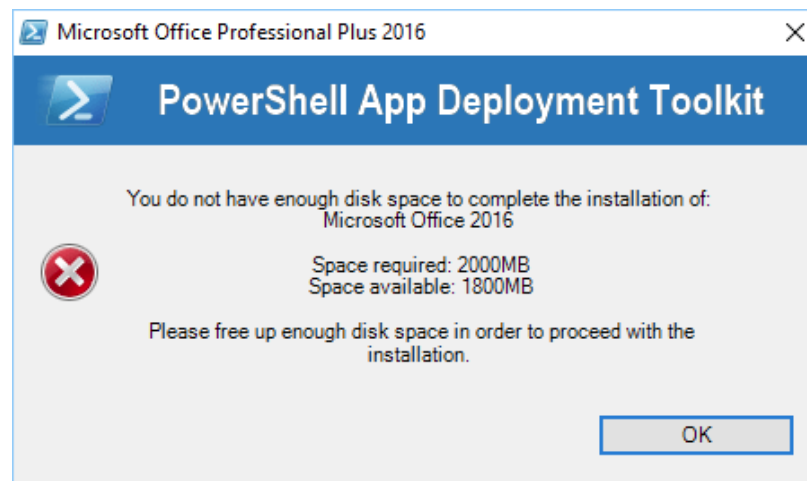 Microsoft Office Professional Plus 2016
PowerShell App Deployment Toolkit
You do not have enough disk space to complete the installation of:
Microsoft Office 2016
Space required: 2000MB
Space available: 1800MB
Please free up enough disk space in order to proceed with the
installation.
OK